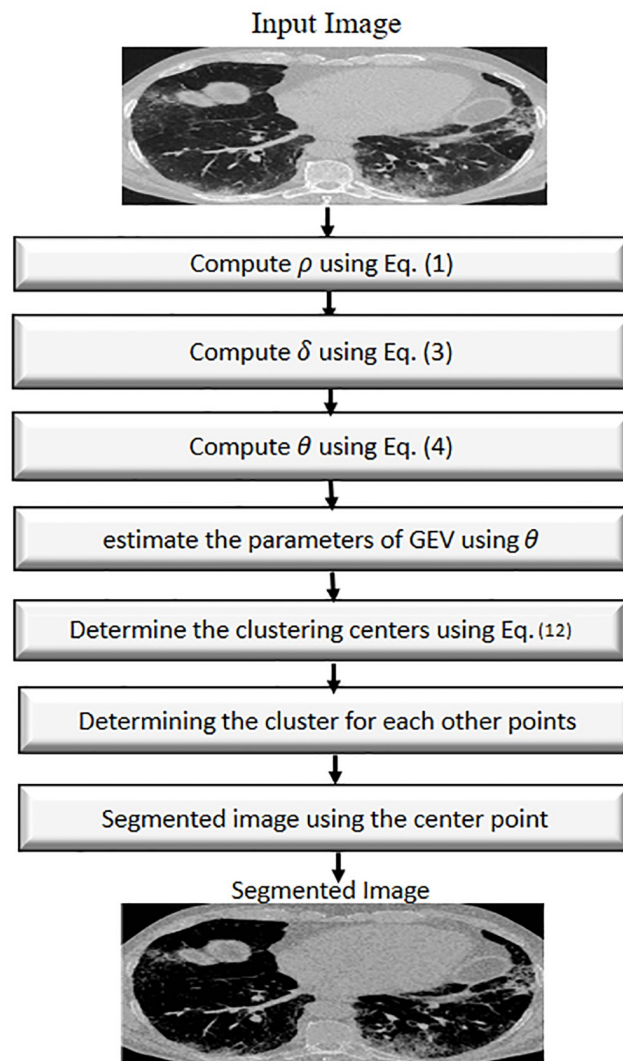 Input Image
Compute ρ using Eq. (1)
Compute δ using Eq. (3)
Compute θ using Eq. (4)
estimate the parameters of GEV using θ
Determine the clustering centers using Eq. (12)
Determining the cluster for each other points
Segmented image using the center point
Segmented Image